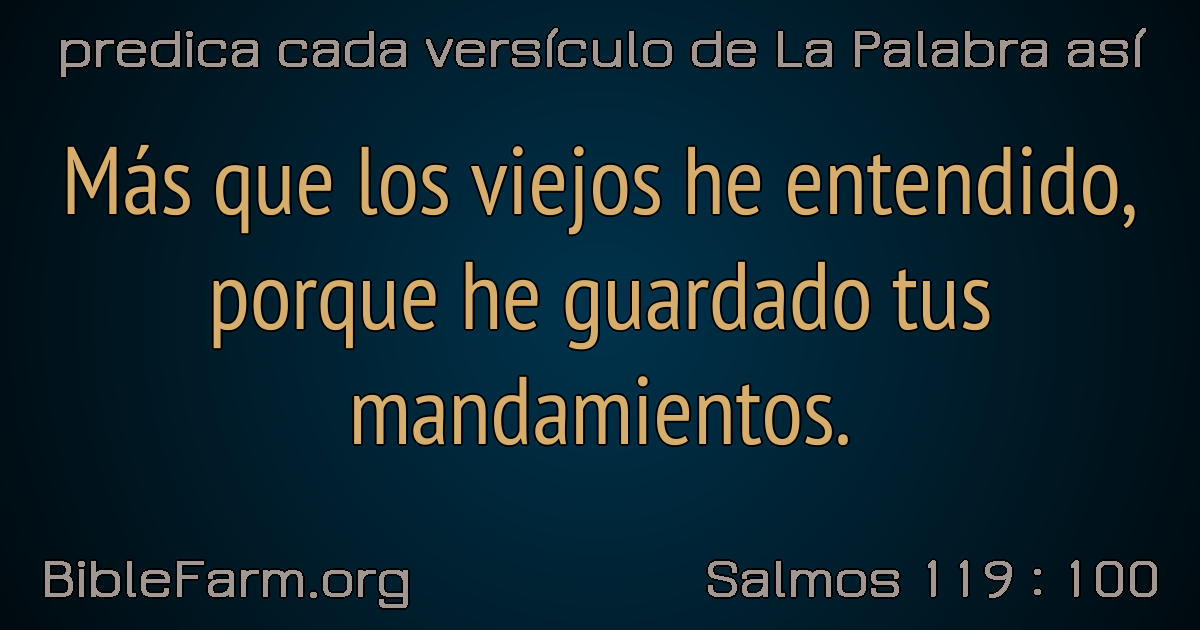 predica cada versículo de La Palabra así
Más que los viejos he entendido,
porque he guardado tus
mandamientos.
BibleFarm.org
Salmos 119 : 100